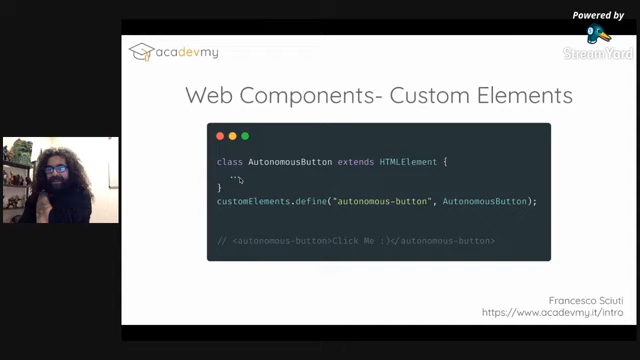 Powered by
StreamYard
acadevmy
Web Components- Custom Elements
class AutonomousButton extends HTMLElement {
...
}
customElements.define("autonomous-button", AutonomousButton);
// <autonomous-button>Click Me :)</autonomous-button>
Francesco Sciuti
https://www.acadevmy.it/intro